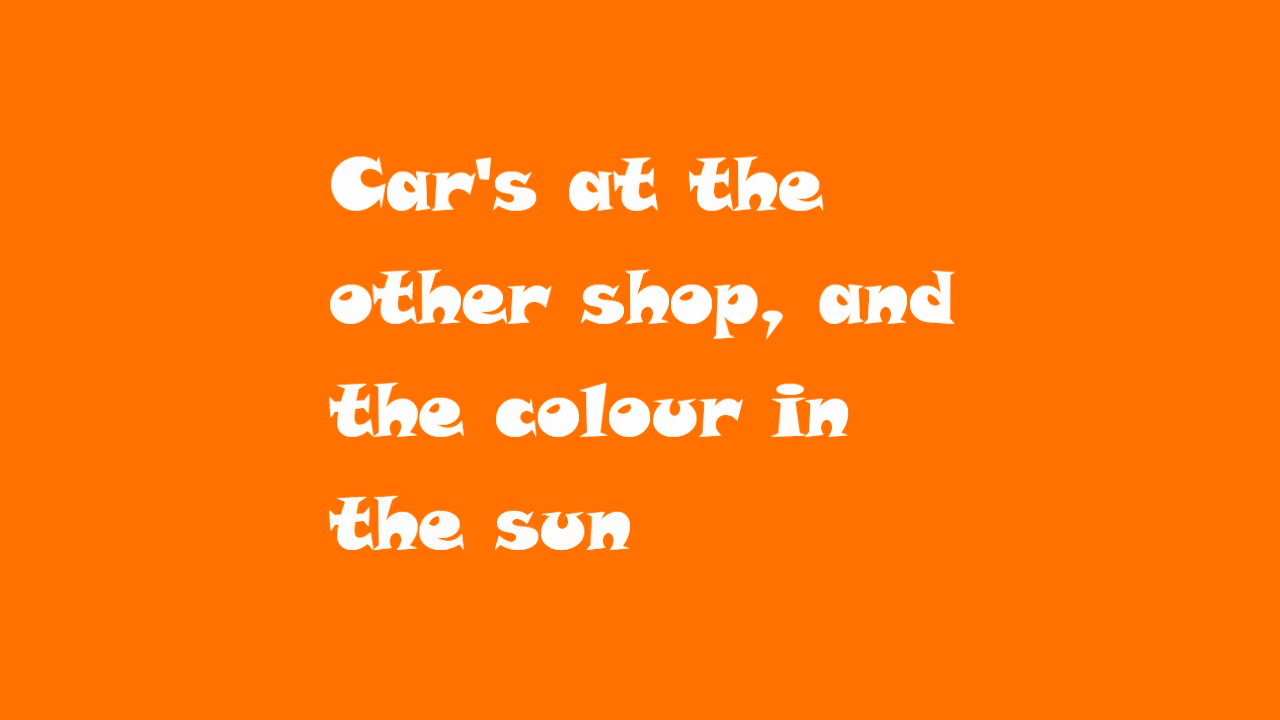 Car's at the
other shop, and
the colour in
the sun